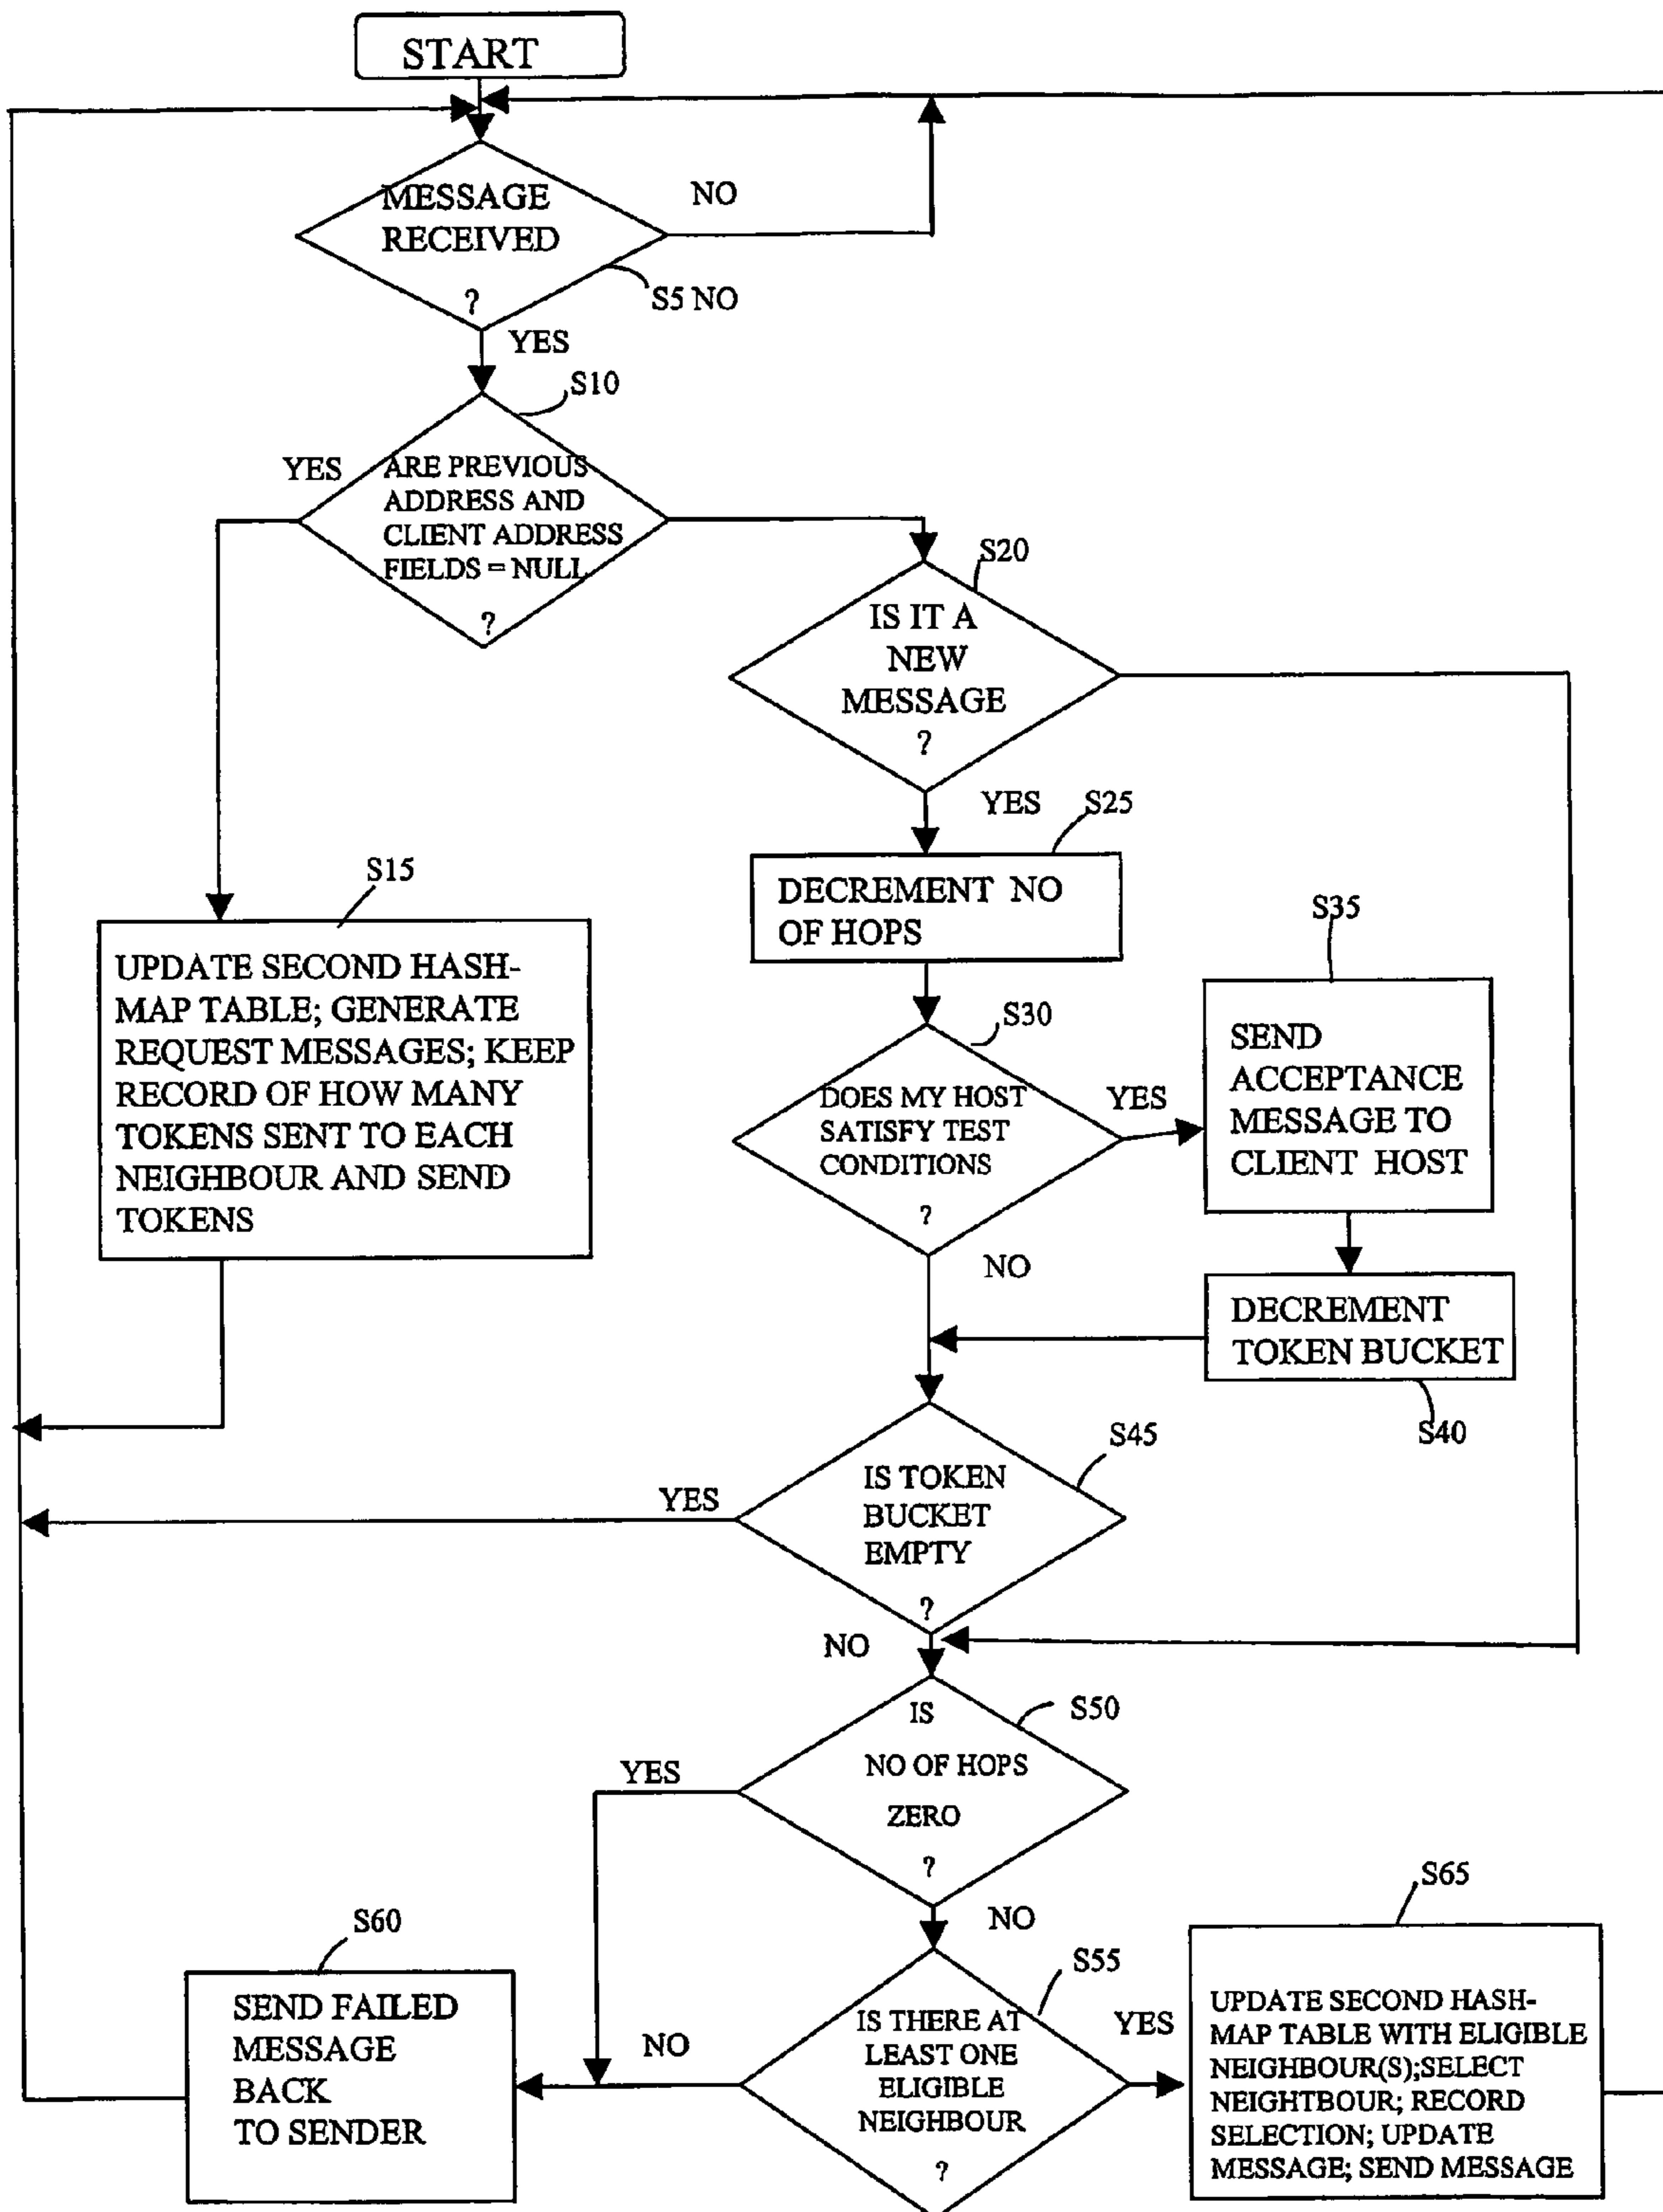 START
MESSAGE
RECEIVED
?
NO
S5 NO
YES
S10
YES
ARE PREVIOUS
ADDRESS AND
CLIENT ADDRESS
FIELDS = NULL
?
S20
IS IT A
NEW
MESSAGE
?
YES
S25
DECREMENT NO
OF HOPS
S15
UPDATE SECOND HASH-
MAP TABLE; GENERATE
REQUEST MESSAGES; KEEP
RECORD OF HOW MANY
TOKENS SENT TO EACH
NEIGHBOUR AND SEND
TOKENS
S30
DOES MY HOST
SATISFY TEST
CONDITIONS
?
YES
NO
S35
SEND
ACCEPTANCE
MESSAGE TO
CLIENT HOST
DECREMENT
TOKEN BUCKET
S40
S45
IS TOKEN
BUCKET
EMPTY
?
YES
NO
S50
IS
NO OF HOPS
ZERO
?
YES
NO
S55
IS THERE AT
LEAST ONE
ELIGIBLE
NEIGHBOUR
?
NO
YES
S60
SEND FAILED
MESSAGE
BACK
TO SENDER
S65
UPDATE SECOND HASH-
MAP TABLE WITH ELIGIBLE
NEIGHBOUR(S);SELECT
NEIGHTBOUR; RECORD
SELECTION; UPDATE
MESSAGE; SEND MESSAGE